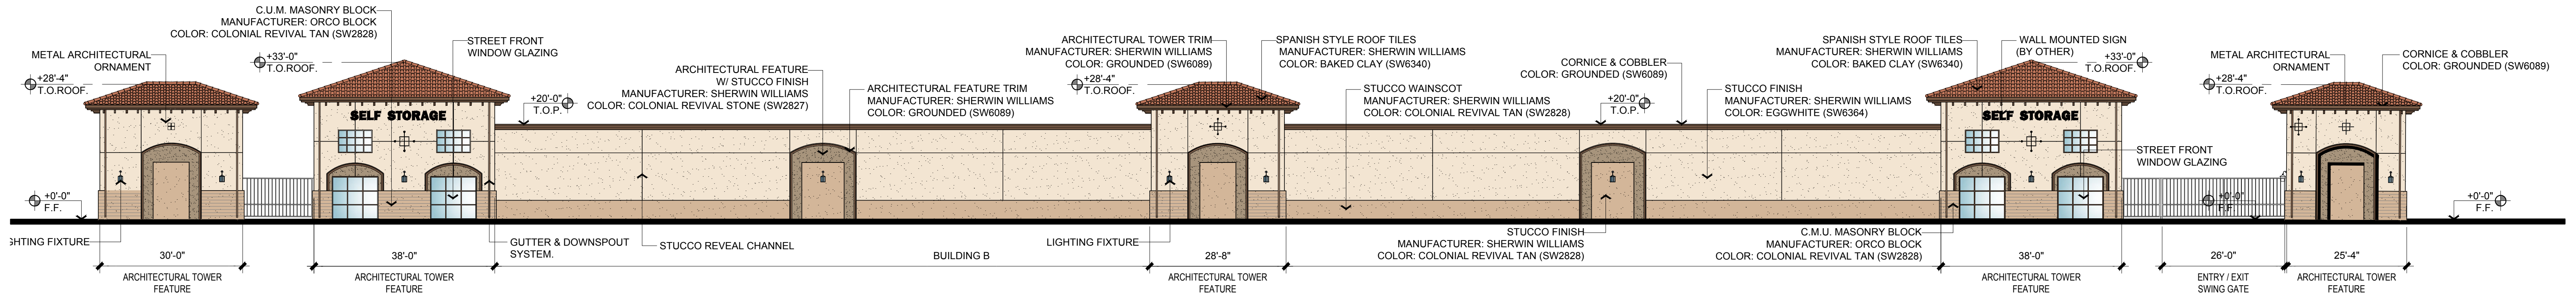 C.U.M. MASONRY BLOCK
MANUFACTURER: ORCO BLOCK
COLOR: COLONIAL REVIVAL TAN (SW2828)
METAL ARCHITECTURAL
ORNAMENT
+28'-4"
T.O.ROOF.
+33'-0"
T.O.ROOF.
STREET FRONT
WINDOW GLAZING
SELF STORAGE
ARCHITECTURAL FEATURE
W/ STUCCO FINISH
MANUFACTURER: SHERWIN WILLIAMS
COLOR: COLONIAL REVIVAL STONE (SW2827)
+20'-0"
T.O.P.
ARCHITECTURAL FEATURE TRIM
MANUFACTURER: SHERWIN WILLIAMS
COLOR: GROUNDED (SW6089)
ARCHITECTURAL TOWER TRIM
MANUFACTURER: SHERWIN WILLIAMS
COLOR: GROUNDED (SW6089)
+28'-4"
T.O.ROOF.
SPANISH STYLE ROOF TILES
MANUFACTURER: SHERWIN WILLIAMS
COLOR: BAKED CLAY (SW6340)
STUCCO WAINSCOT
MANUFACTURER: SHERWIN WILLIAMS
COLOR: COLONIAL REVIVAL TAN (SW2828)
CORNICE & COBBLER
COLOR: GROUNDED (SW6089)
+20'-0"
T.O.P.
STUCCO FINISH
MANUFACTURER: SHERWIN WILLIAMS
COLOR: EGGWHITE (SW6364)
SPANISH STYLE ROOF TILES
MANUFACTURER: SHERWIN WILLIAMS
COLOR: BAKED CLAY (SW6340)
WALL MOUNTED SIGN
(BY OTHER)
+33'-0"
T.O.ROOF.
SELF STORAGE
STREET FRONT
WINDOW GLAZING
METAL ARCHITECTURAL
ORNAMENT
+28'-4"
T.O.ROOF.
CORNICE & COBBLER
COLOR: GROUNDED (SW6089)
+0'-0"
F.F.
+0'-0"
F.F.
+0'-0"
F.F.
GHTING FIXTURE
GUTTER & DOWNSPOUT
SYSTEM.
STUCCO REVEAL CHANNEL
LIGHTING FIXTURE
STUCCO FINISH
MANUFACTURER: SHERWIN WILLIAMS
COLOR: COLONIAL REVIVAL TAN (SW2828)
C.M.U. MASONRY BLOCK
MANUFACTURER: ORCO BLOCK
COLOR: COLONIAL REVIVAL TAN (SW2828)
30'-0"
ARCHITECTURAL TOWER
FEATURE
38'-0"
ARCHITECTURAL TOWER
FEATURE
BUILDING B
28'-8"
ARCHITECTURAL TOWER
FEATURE
38'-0"
ARCHITECTURAL TOWER
FEATURE
26'-0"
ENTRY / EXIT
SWING GATE
25'-4"
ARCHITECTURAL TOWER
FEATURE